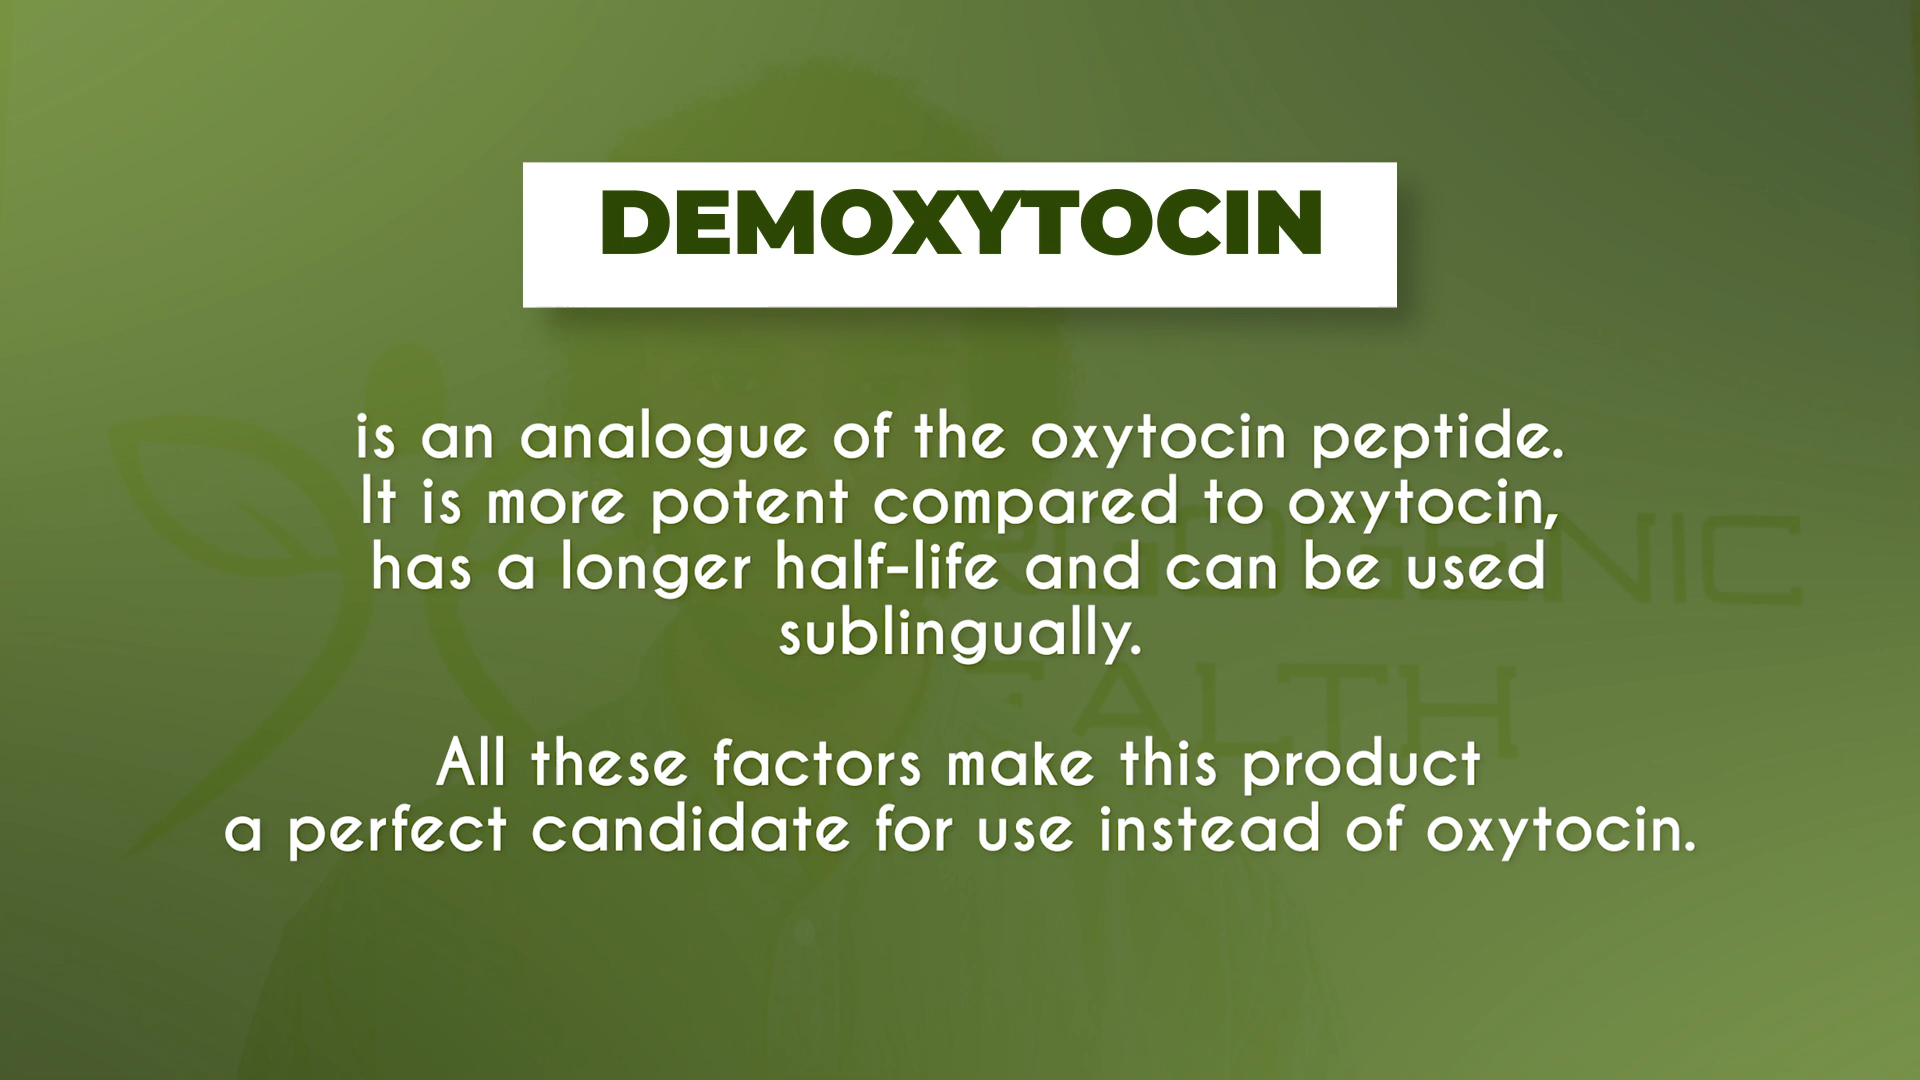 DEMOXYTOCIN
is an analogue of the oxytocin peptide.
It is more potent compared to oxytocin,
has a longer half-life and can be used
sublingually.
All these factors make this product
a perfect candidate for use instead of oxytocin.